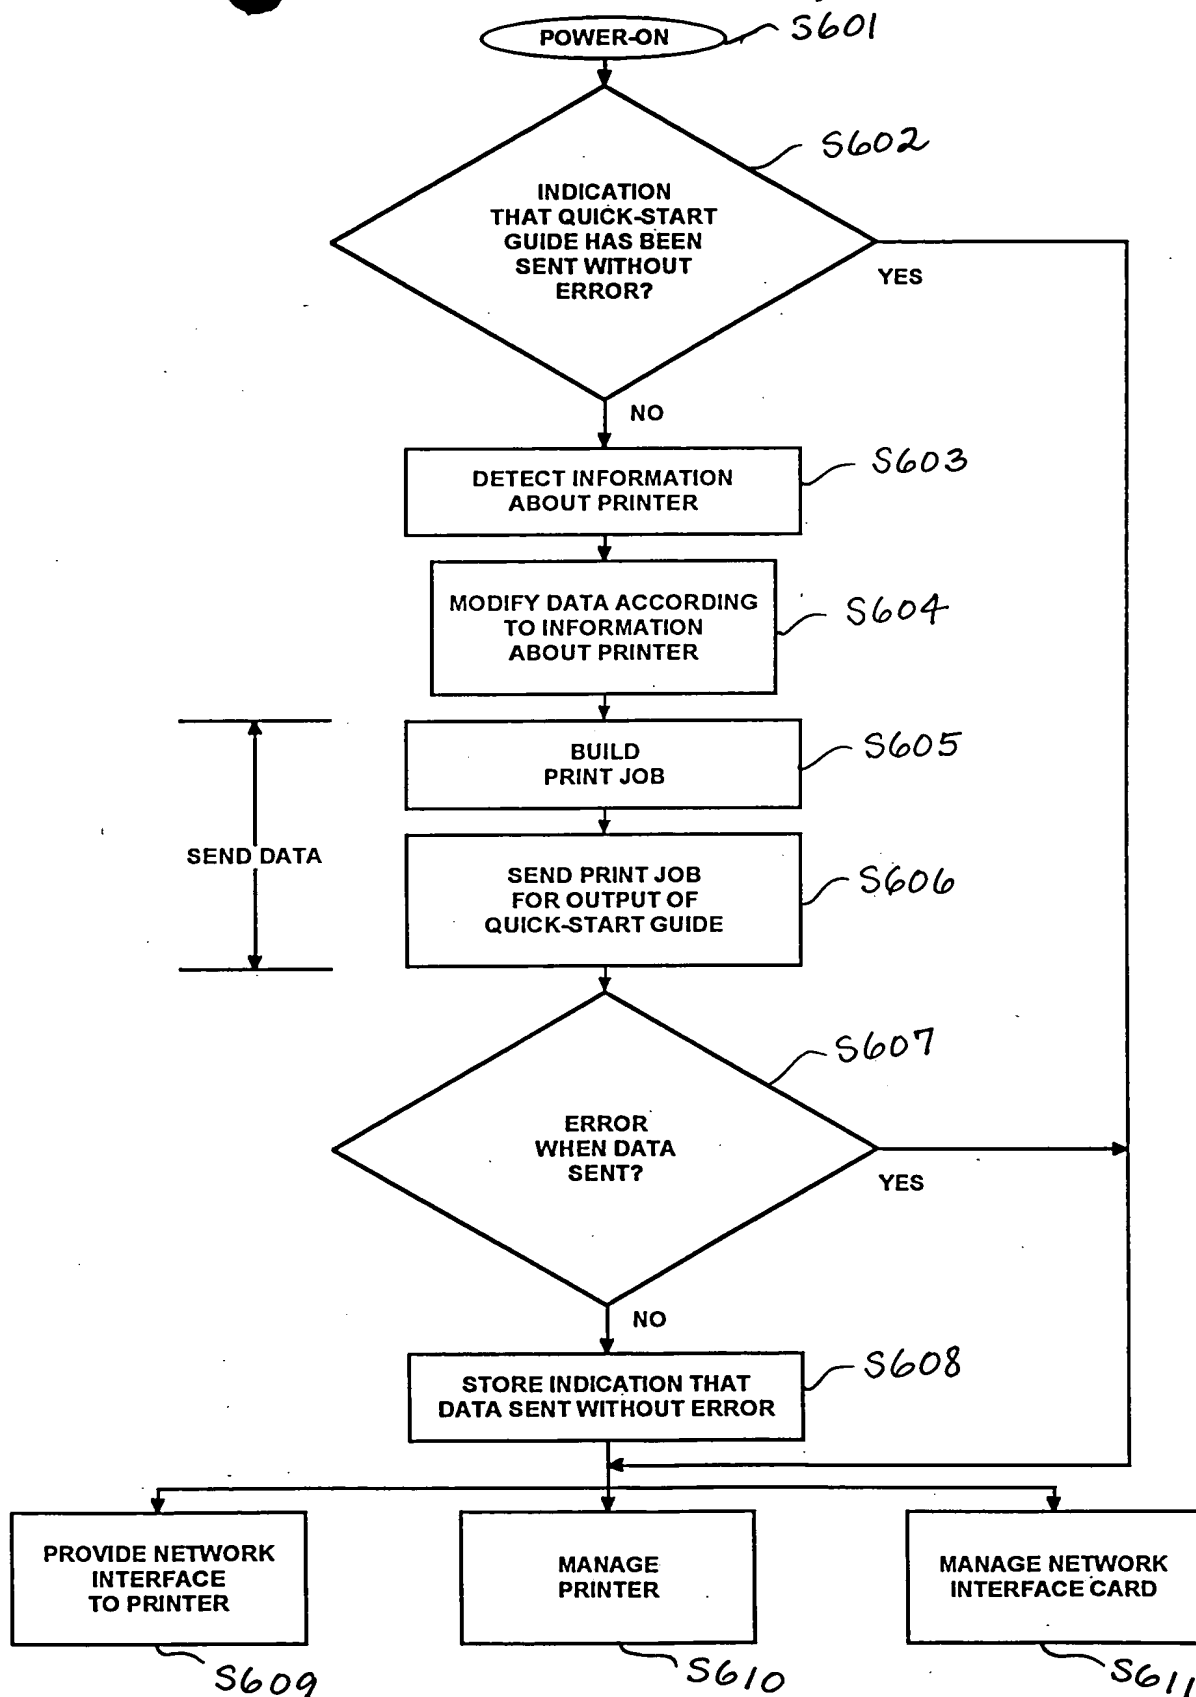 POWER-ON
S601
S602
INDICATION
THAT QUICK-START
GUIDE HAS BEEN
SENT WITHOUT
ERROR?
YES
NO
S603
DETECT INFORMATION
ABOUT PRINTER
S604
MODIFY DATA ACCORDING
TO INFORMATION
ABOUT PRINTER
S605
BUILD
PRINT JOB
SEND DATA
S606
SEND PRINT JOB
FOR OUTPUT OF
QUICK-START GUIDE
S607
ERROR
WHEN DATA
SENT?
YES
NO
S608
STORE INDICATION THAT
DATA SENT WITHOUT ERROR
PROVIDE NETWORK
INTERFACE
TO PRINTER
MANAGE
PRINTER
MANAGE NETWORK
INTERFACE CARD
S609
S610
S611